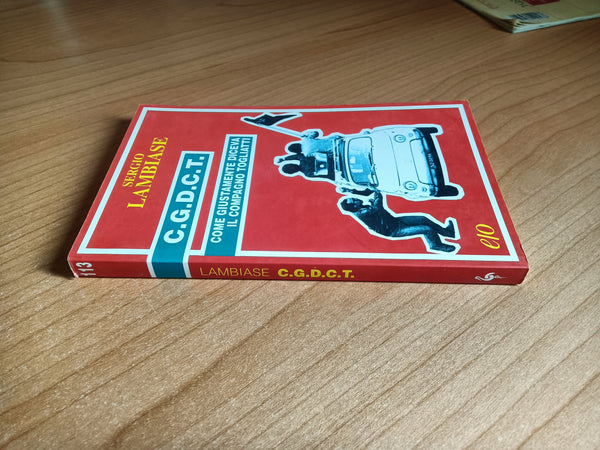 SERGIO
LAMBIASE
C.G.D.C.T.
COME GIUSTAMENTE DICEVA
IL COMPAGNO TOGLIATTI
e/o
113
LAMBIASE C.G.D.C.T.